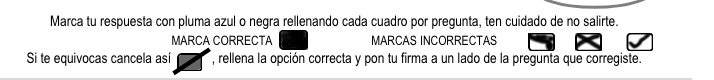 Marca tu respuesta con pluma azul o negra rellenando cada cuadro por pregunta, ten cuidado de no salirte.
MARCA CORRECTA MARCAS INCORRECTAS
Si te equivocas cancela así , rellena la opción correcta y pon tu firma a un lado de la pregunta que corregiste.